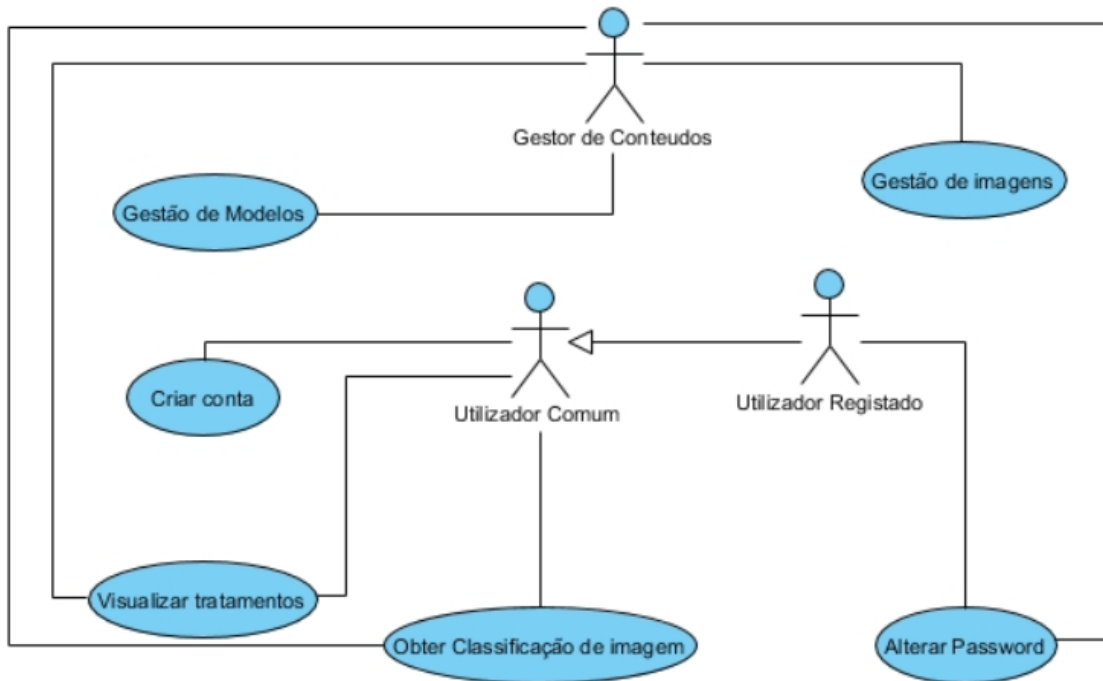 Gestor de Conteudos
Gestão de imagens
Gestão de Modelos
Criar conta
Utilizador Comum
Utilizador Registado
Visualizar tratamentos
Obter Classificação de imagem
Alterar Password